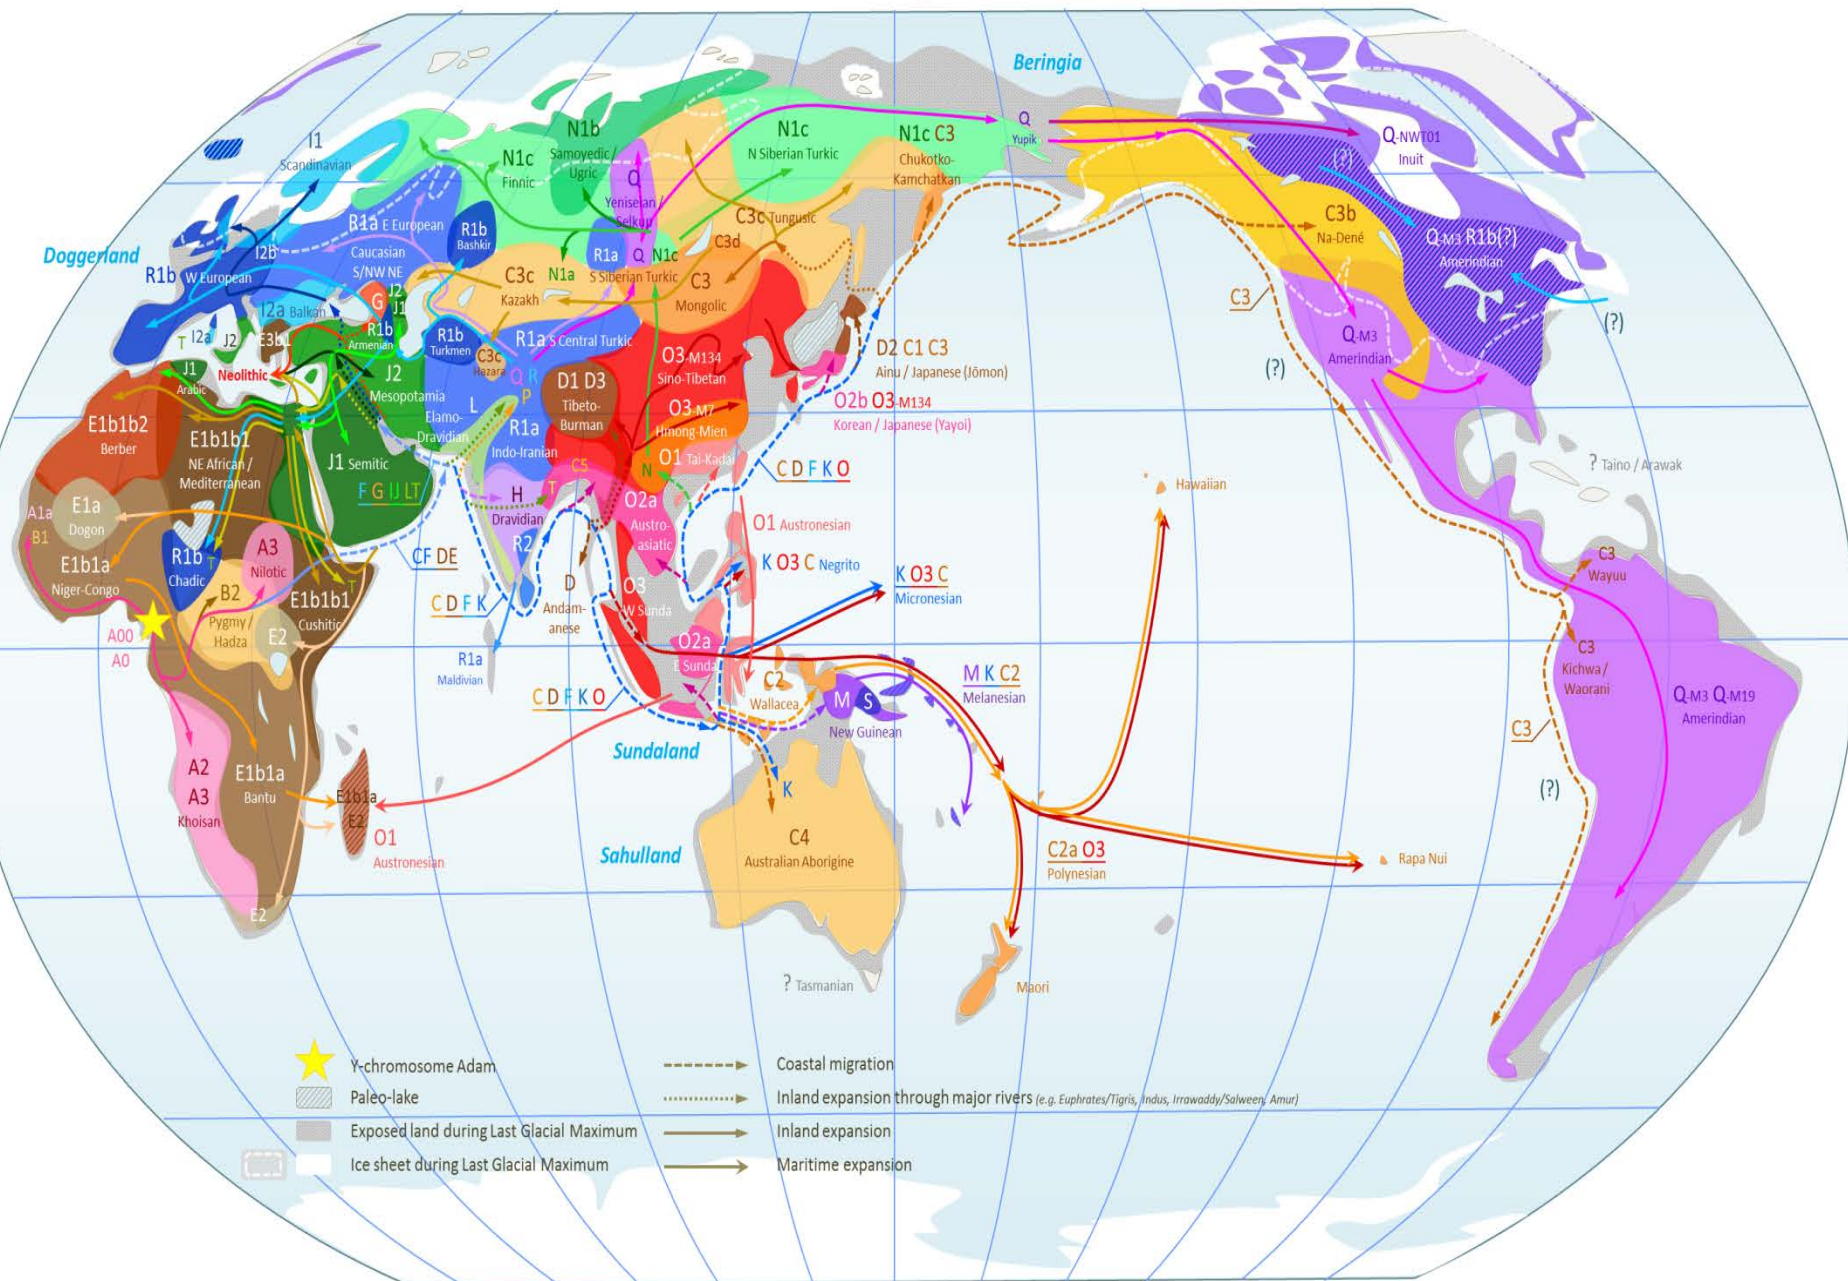 Beringia
I1
Scandinavian
N1b
Samoyedic /
Ugric
N1c
Finnic
N1c
N Siberian Turkic
N1c C3
Chukotko-
Kamchatkan
Q
Yupik
Q-NWT01
Inuit
(?)
Q
Yeniseian /
Selkup
R1a E European
Caucasian
S/NW NE
R1b
Bashkir
I2b
Doggerland
R1b W European
C3c Tungusic
C3d
R1a Q N1c
S Siberian Turkic
N1a
C3c
Kazakh
C3
Mongolic
C3b
Na-Dené
Q-M3 R1b(?)
Amerindian
C3
(?)
(?)
I2a Balkan
G
J2
J1
R1b
Armenian
T
I2a
J2
E3b1
R1b
Turkmen
R1a S Central Turkic
C3c
Hazara
Q R
P
O3-M134
Sino-Tibetan
D2 C1 C3
Ainu / Japanese (Jōmon)
O2b O3-M134
Korean / Japanese (Yayoi)
Q-M3
Amerindian
J1
Arabic
Neolithic
J2
Mesopotamia
Elamo-
Dravidian
L
R1a
Indo-Iranian
D1 D3
Tibeto-
Burman
O3-M7
Hmong-Mien
O1 Tai-Kadai
N
C5
T
E1b1b2
Berber
E1b1b1
NE African /
Mediterranean
J1 Semitic
F G IJ LT
H
Dravidian
R2
O2a
Austro-
asiatic
C D F K O
Hawaiian
? Taino / Arawak
A1a
B1
E1a
Dogon
E1b1a
Niger-Congo
R1b
Chadic
T
A3
Nilotic
B2
Pygmy /
Hadza
E1b1b1
Cushitic
T
E2
CF DE
C D F K
D
Andam-
anese
O3
W Sunda
O1 Austronesian
K O3 C Negrito
K O3 C
Micronesian
C3
Wayuu
A00
A0
R1a
Maldivian
O2a
E Sunda
C D F K O
C2
Wallacea
M S
New Guinean
M K C2
Melanesian
C3
Kichwa /
Waorani
Q-M3 Q-M19
Amerindian
C3
(?)
Sundaland
A2
A3
Khoisan
E1b1a
Bantu
E1b1a
E2
O1
Austronesian
E2
K
Sahulland
C4
Australian Aborigine
C2a O3
Polynesian
Rapa Nui
? Tasmanian
Maori
Y-chromosome Adam
Paleo-lake
Exposed land during Last Glacial Maximum
Ice sheet during Last Glacial Maximum
Coastal migration
Inland expansion through major rivers (e.g. Euphrates/Tigris, Indus, Irrawaddy/Salween, Amur)
Inland expansion
Maritime expansion